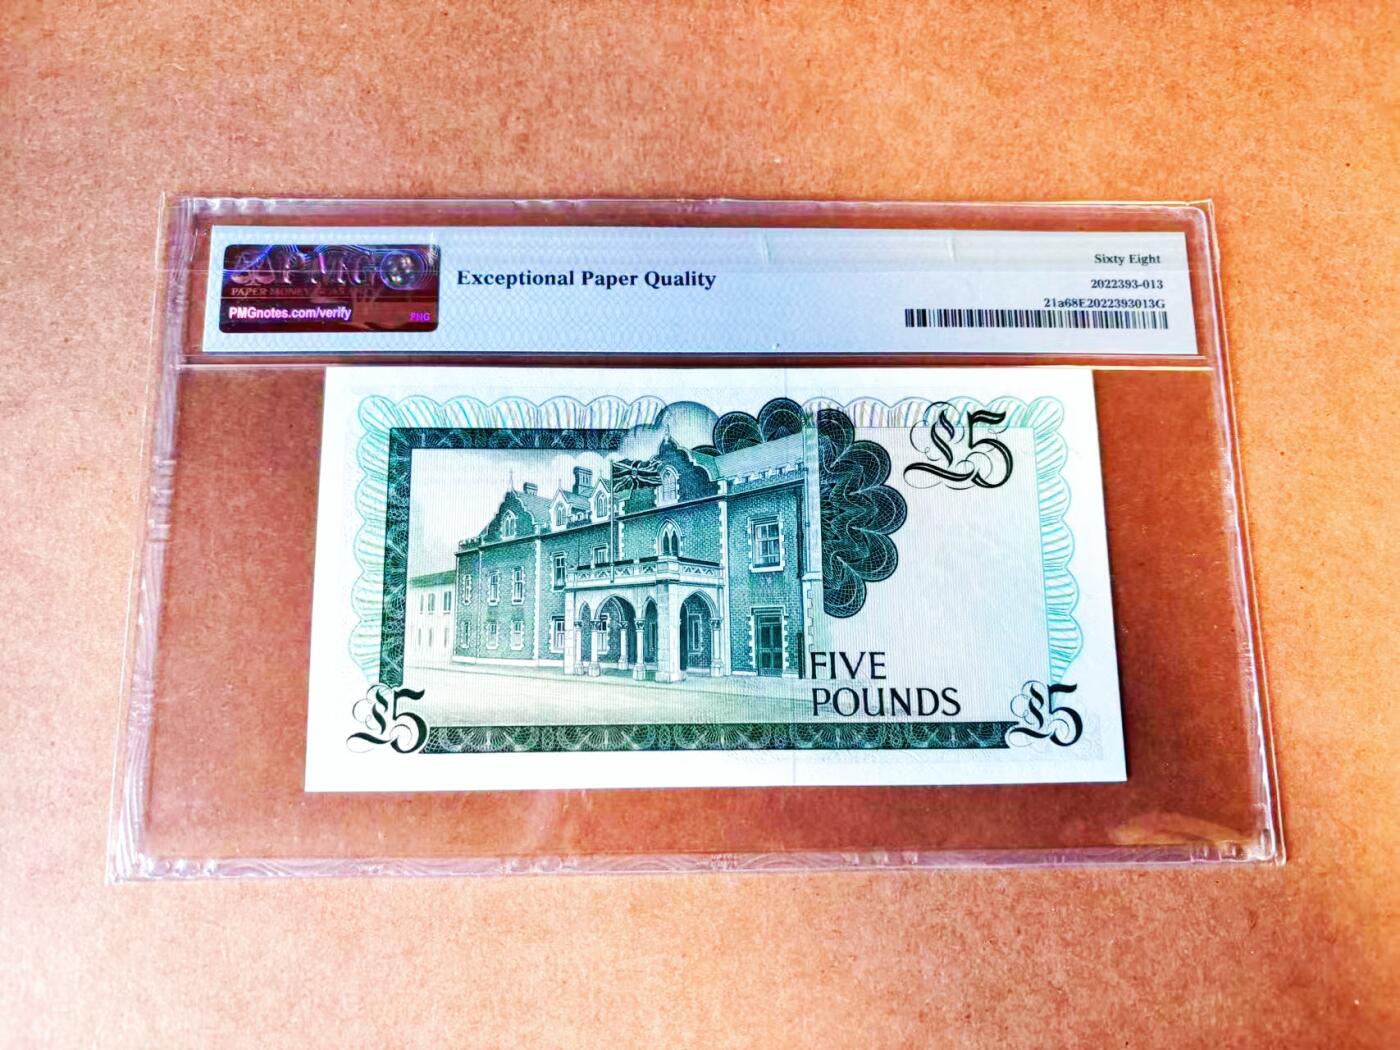 PMG
PAPER MONEY
PMGnotes.com/verify
PMG
Exceptional Paper Quality
Sixty Eight
2022393-013
21a68E2022393013G
£5
FIVE
POUNDS
£5
£5